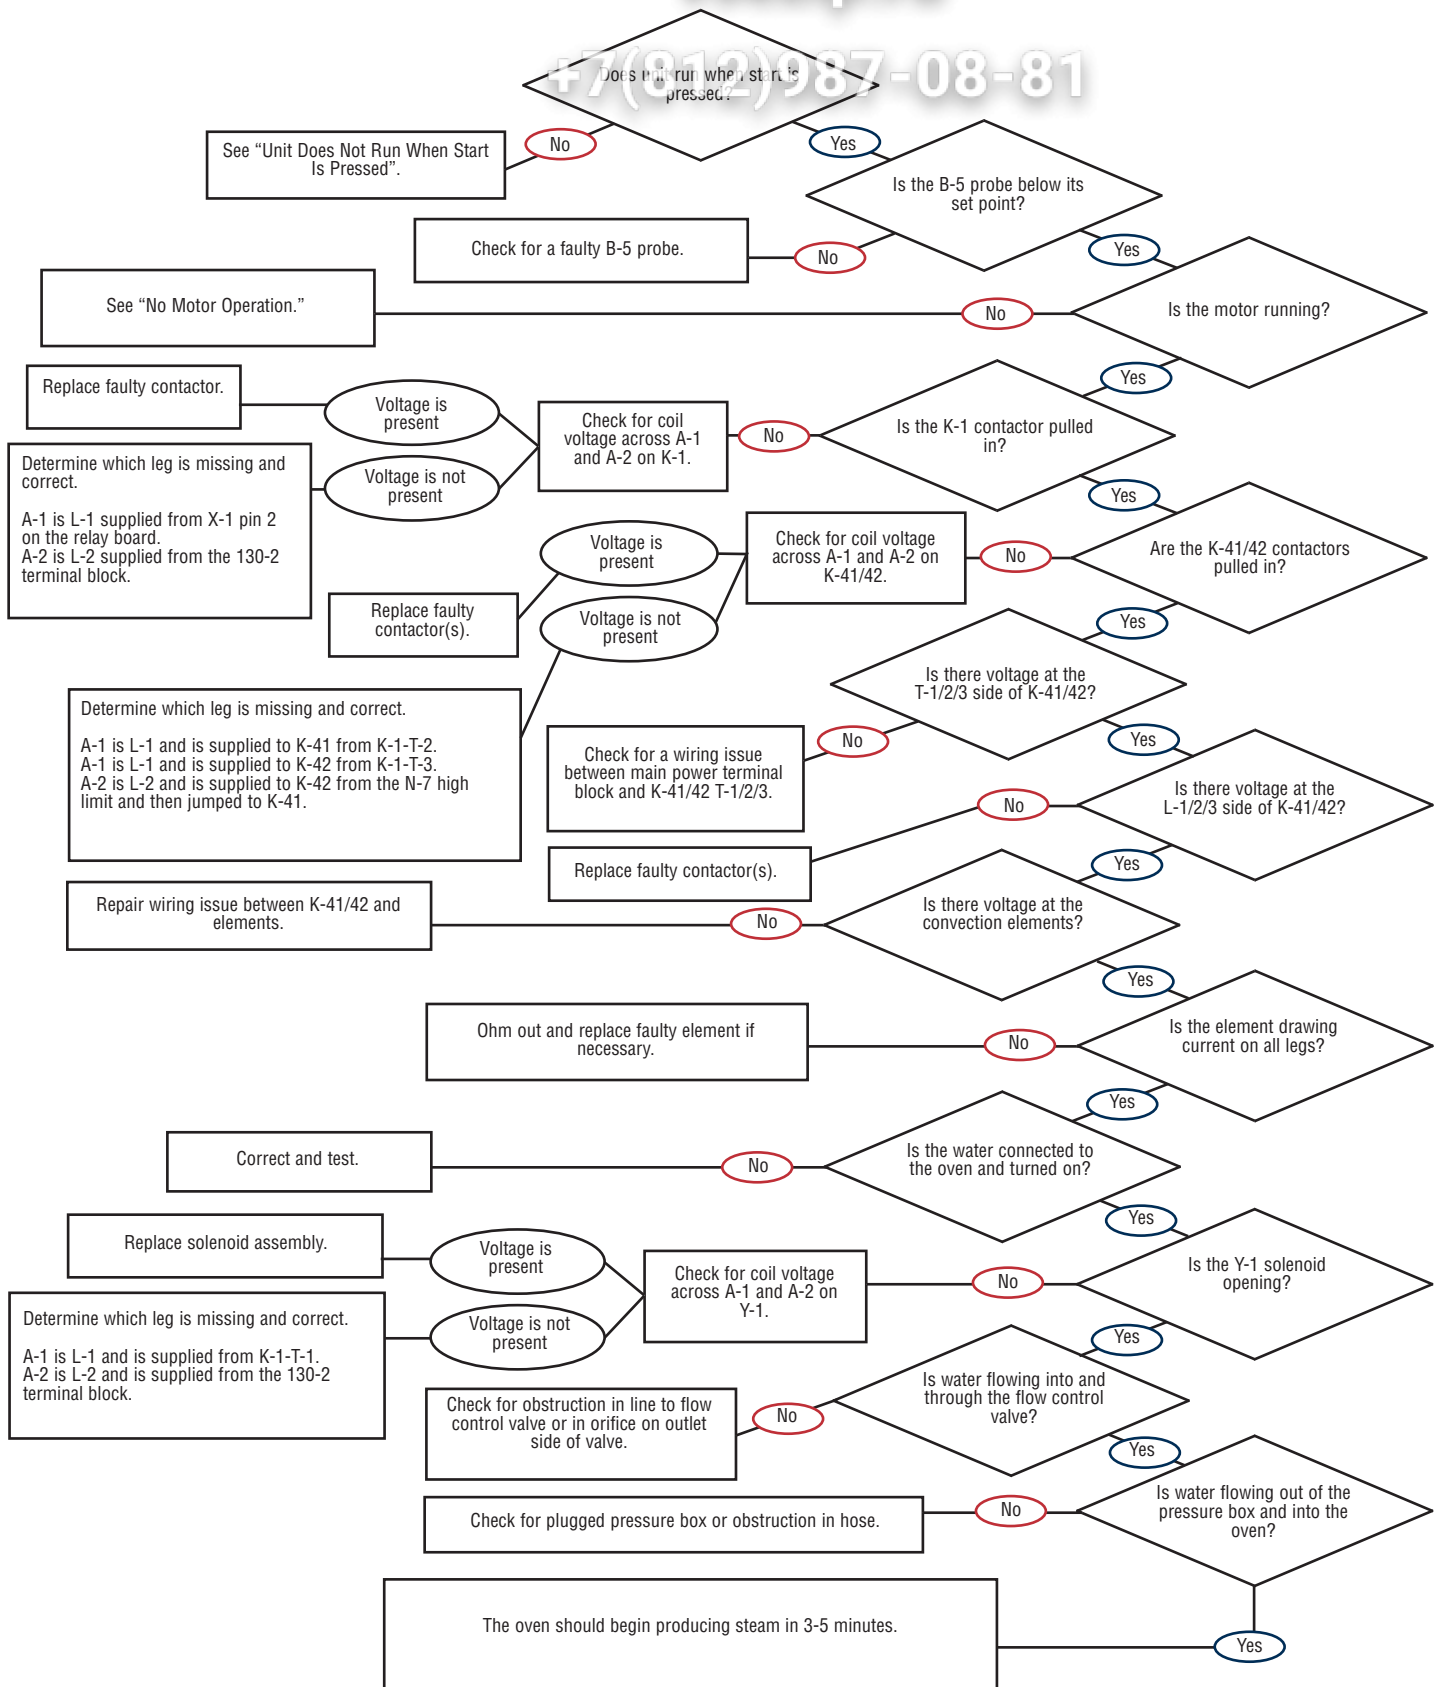 +7(812)987-08-81
Does unit run when start is
pressed?
No
Yes
See “Unit Does Not Run When Start
Is Pressed”.
Is the B-5 probe below its
set point?
No
Yes
Check for a faulty B-5 probe.
Is the motor running?
No
Yes
See “No Motor Operation.”
Is the K-1 contactor pulled
in?
No
Yes
Check for coil
voltage across A-1
and A-2 on K-1.
Voltage is
present
Replace faulty contactor.
Voltage is not
present
Determine which leg is missing and
correct.
A-1 is L-1 supplied from X-1 pin 2
on the relay board.
A-2 is L-2 supplied from the 130-2
terminal block.
Are the K-41/42 contactors
pulled in?
No
Yes
Check for coil voltage
across A-1 and A-2 on
K-41/42.
Voltage is
present
Replace faulty
contactor(s).
Voltage is not
present
Determine which leg is missing and correct.
A-1 is L-1 and is supplied to K-41 from K-1-T-2.
A-1 is L-1 and is supplied to K-42 from K-1-T-3.
A-2 is L-2 and is supplied to K-42 from the N-7 high
limit and then jumped to K-41.
Is there voltage at the
T-1/2/3 side of K-41/42?
No
Yes
Check for a wiring issue
between main power terminal
block and K-41/42 T-1/2/3.
Is there voltage at the
L-1/2/3 side of K-41/42?
No
Yes
Replace faulty contactor(s).
Is there voltage at the
convection elements?
No
Yes
Repair wiring issue between K-41/42 and
elements.
Is the element drawing
current on all legs?
No
Yes
Ohm out and replace faulty element if
necessary.
Is the water connected to
the oven and turned on?
No
Yes
Correct and test.
Is the Y-1 solenoid
opening?
No
Yes
Check for coil voltage
across A-1 and A-2 on
Y-1.
Voltage is
present
Replace solenoid assembly.
Voltage is not
present
Determine which leg is missing and correct.
A-1 is L-1 and is supplied from K-1-T-1.
A-2 is L-2 and is supplied from the 130-2
terminal block.
Is water flowing into and
through the flow control
valve?
No
Yes
Check for obstruction in line to flow
control valve or in orifice on outlet
side of valve.
Is water flowing out of the
pressure box and into the
oven?
No
Yes
Check for plugged pressure box or obstruction in hose.
The oven should begin producing steam in 3-5 minutes.